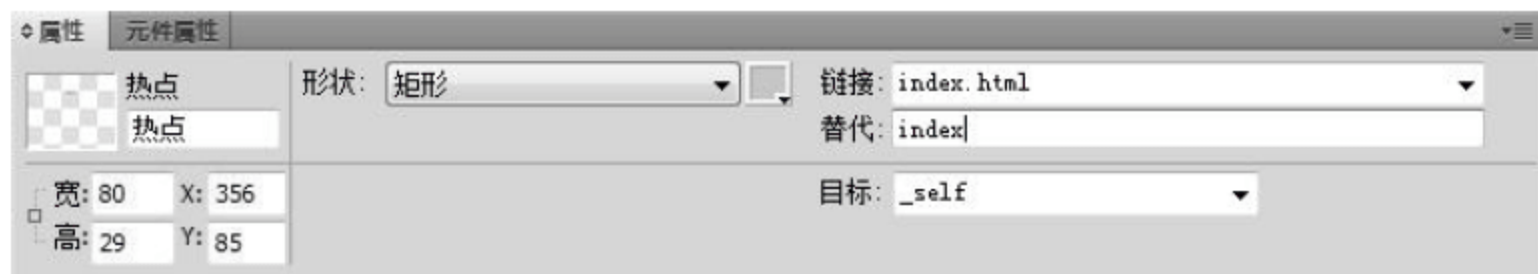 属性 元件属性
热点 形状: 矩形 链接: index.html
热点 替代: index
宽: 80 X: 356 目标: _self
高: 29 Y: 85